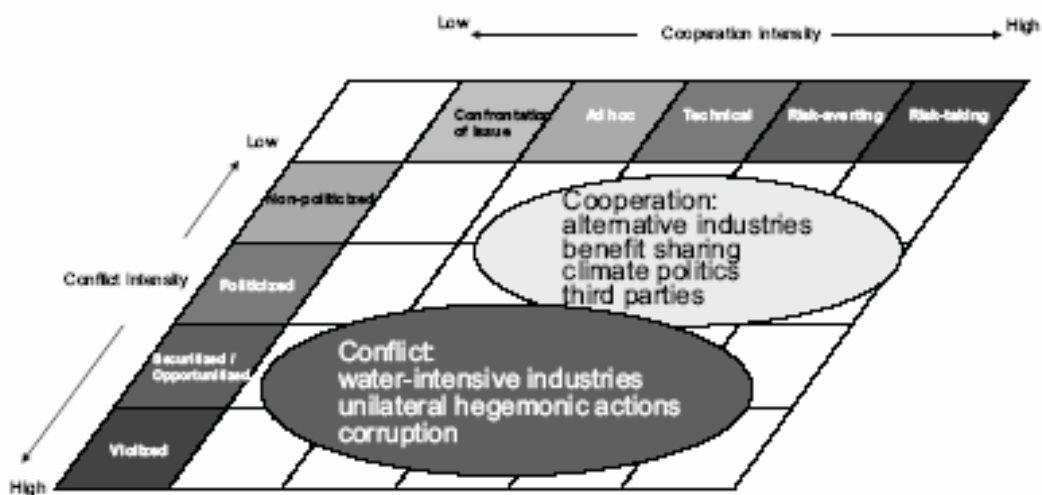 Low
Cooperation Intensity
High
Confrontation
of issue
Ad hoc
Technical
Risk-averting
Risk-taking
Low
Non-politicized
Cooperation:
alternative industries
benefit sharing
climate politics
third parties
Conflict Intensity
Politicized
Securitised /
Opportunitised
Conflict:
water-intensive industries
unilateral hegemonic actions
corruption
Violized
High